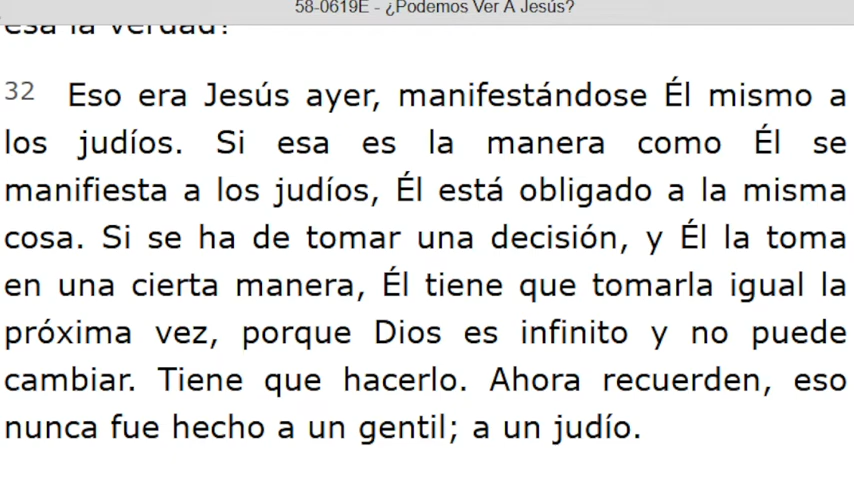 58-0619E - ¿Podemos Ver A Jesús?
esa la verdad?
32 Eso era Jesús ayer, manifestándose Él mismo a
los judíos. Si esa es la manera como Él se
manifiesta a los judíos, Él está obligado a la misma
cosa. Si se ha de tomar una decisión, y Él la toma
en una cierta manera, Él tiene que tomarla igual la
próxima vez, porque Dios es infinito y no puede
cambiar. Tiene que hacerlo. Ahora recuerden, eso
nunca fue hecho a un gentil; a un judío.